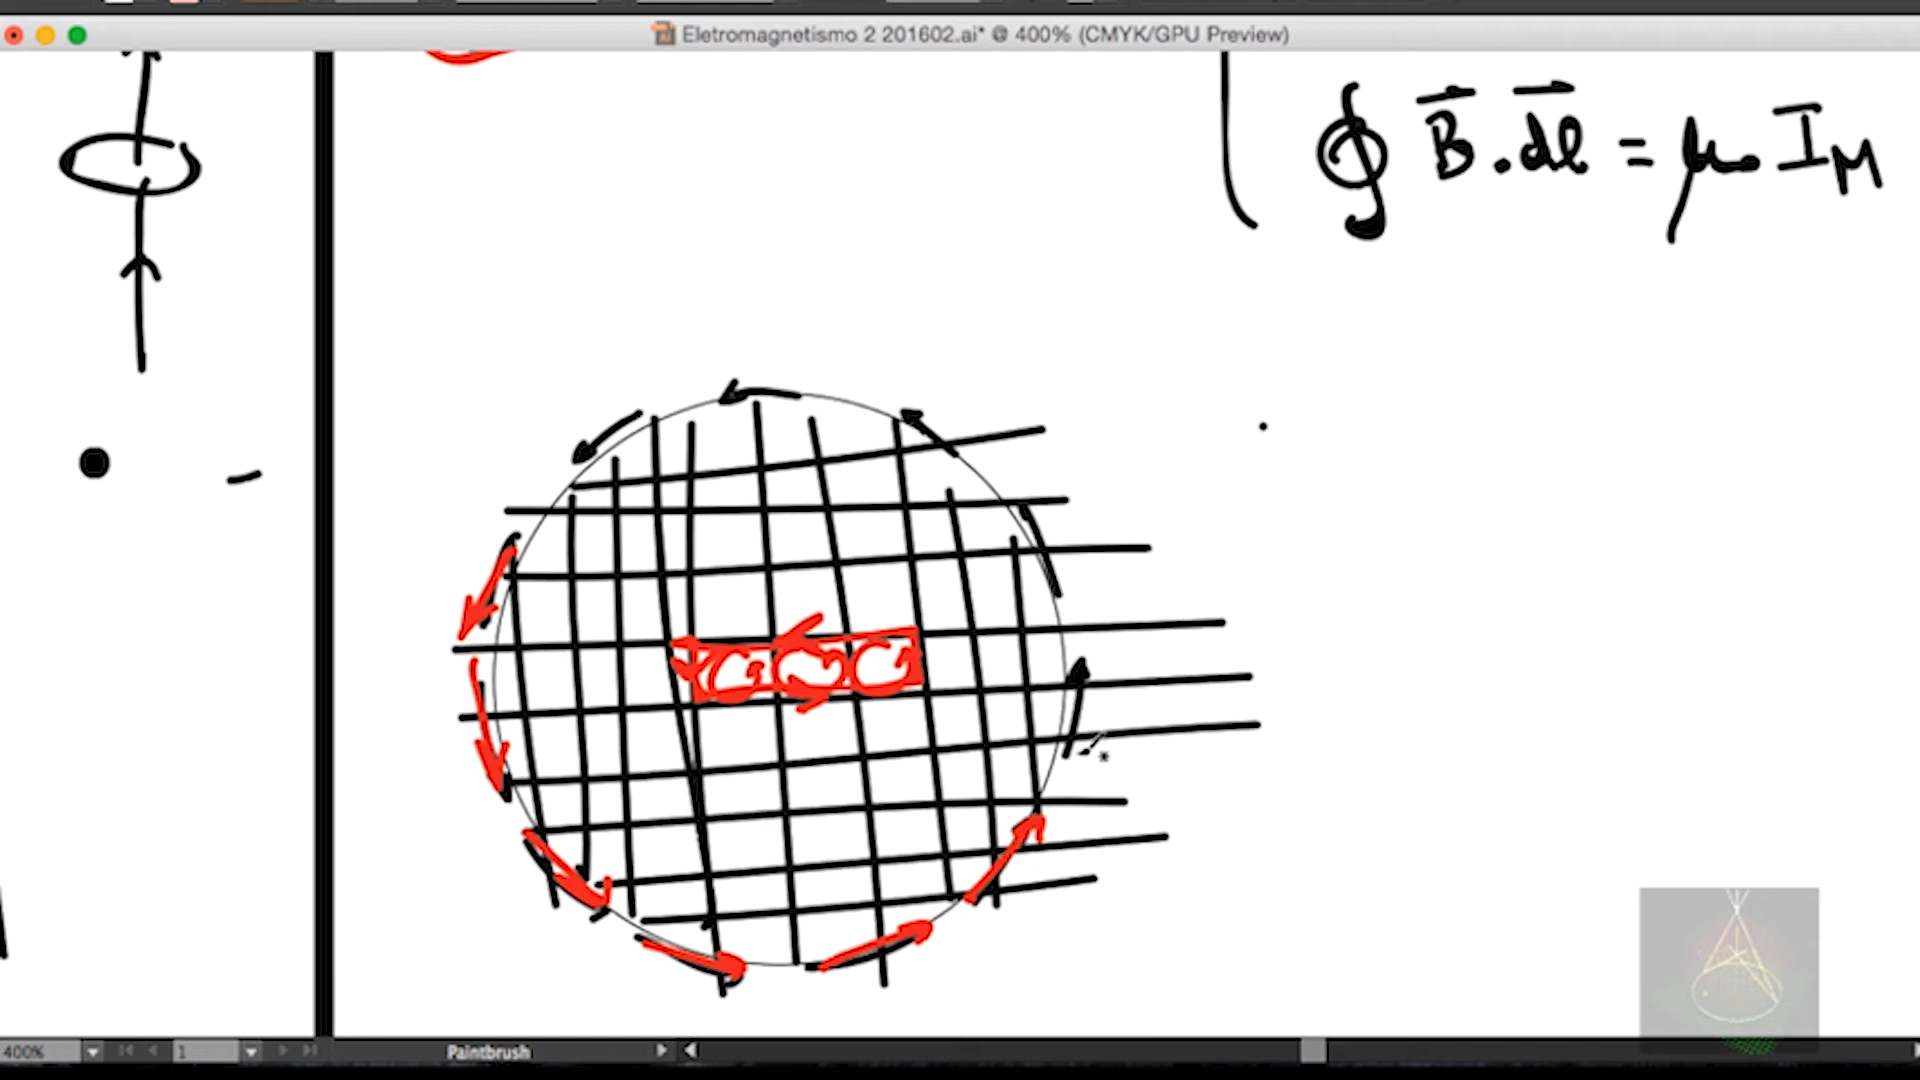 Eletromagnetismo 2 201602.ai* @ 400% (CMYK/GPU Preview)
∮ B⃗ . dl⃗ = μ₀ I_M
400%
1
Paintbrush